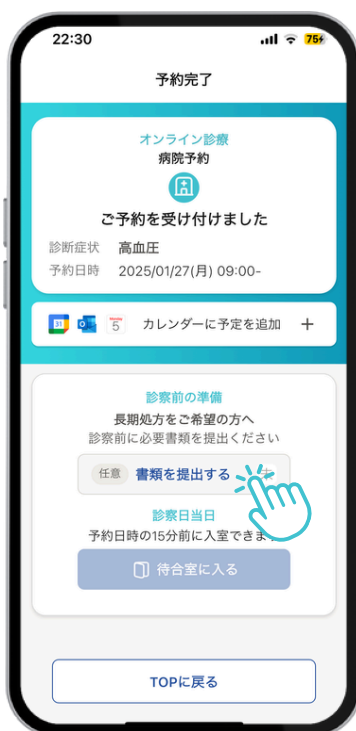 22:30
75
予約完了
オンライン診療
病院予約
ご予約を受け付けました
診断症状 高血圧
予約日時 2025/01/27(月) 09:00-
31
5
カレンダーに予定を追加 +
診察前の準備
長期処方をご希望の方へ
診察前に必要書類を提出ください
任意 書類を提出する
診察日当日
予約日時の15分前に入室できま
待合室に入る
TOPに戻る